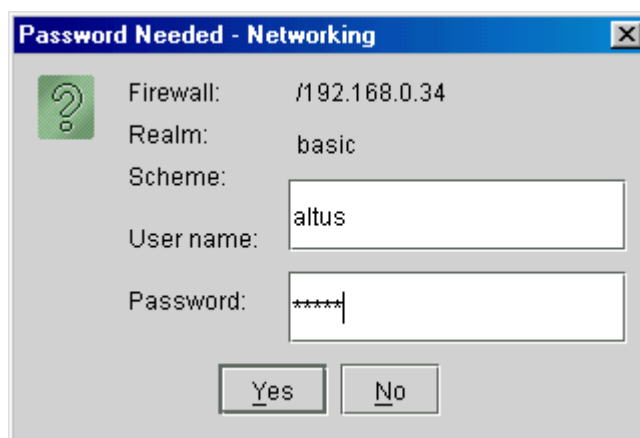 Password Needed - Networking
Firewall: /192.168.0.34
Realm:
basic
Scheme:
altus
User name:
Password: *****
Yes No